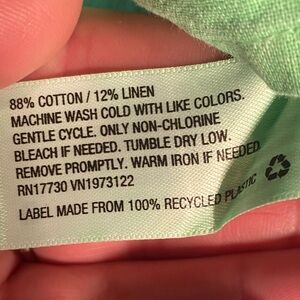 88% COTTON / 12% LINEN
MACHINE WASH COLD WITH LIKE COLORS.
GENTLE CYCLE. ONLY NON-CHLORINE
BLEACH IF NEEDED. TUMBLE DRY LOW.
REMOVE PROMPTLY. WARM IRON IF NEEDED.
RN17730 VN1973122
LABEL MADE FROM 100% RECYCLED PLASTIC